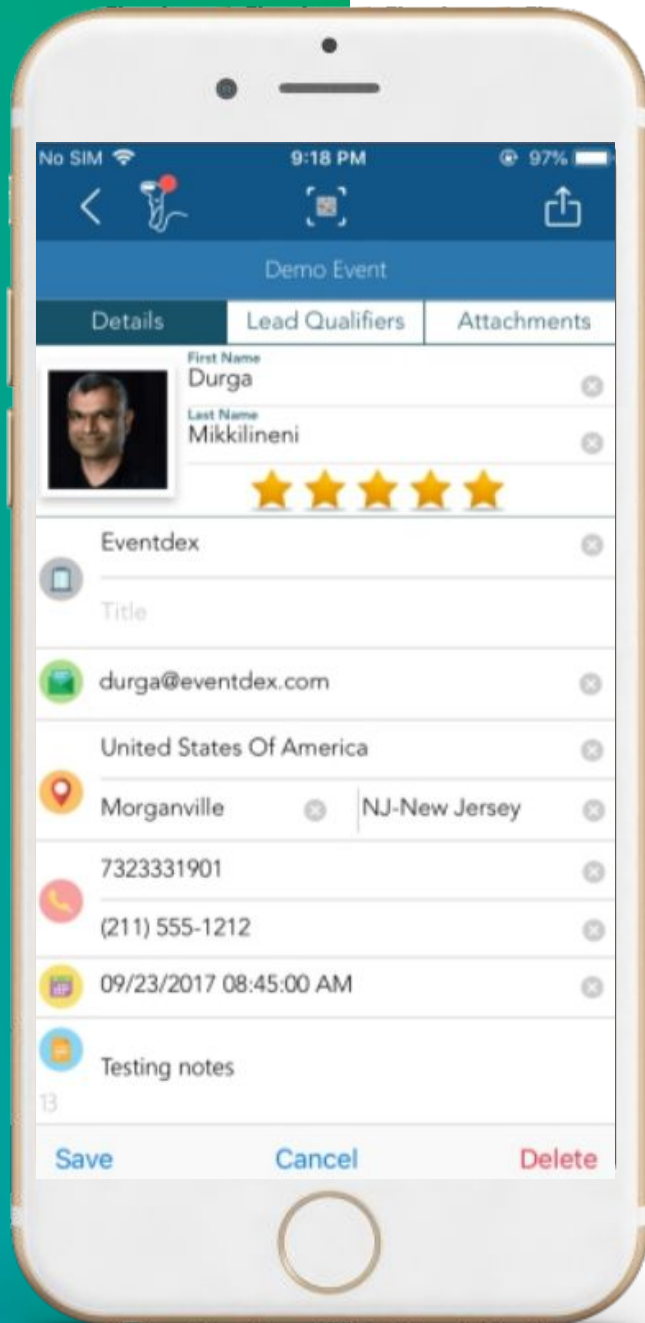 No SIM 9:18 PM 97%
Demo Event
Details Lead Qualifiers Attachments
First Name
Durga
Last Name
Mikkilineni
Eventdex
Title
durga@eventdex.com
United States Of America
Morganville NJ-New Jersey
7323331901
(211) 555-1212
09/23/2017 08:45:00 AM
Testing notes
13
Save Cancel Delete